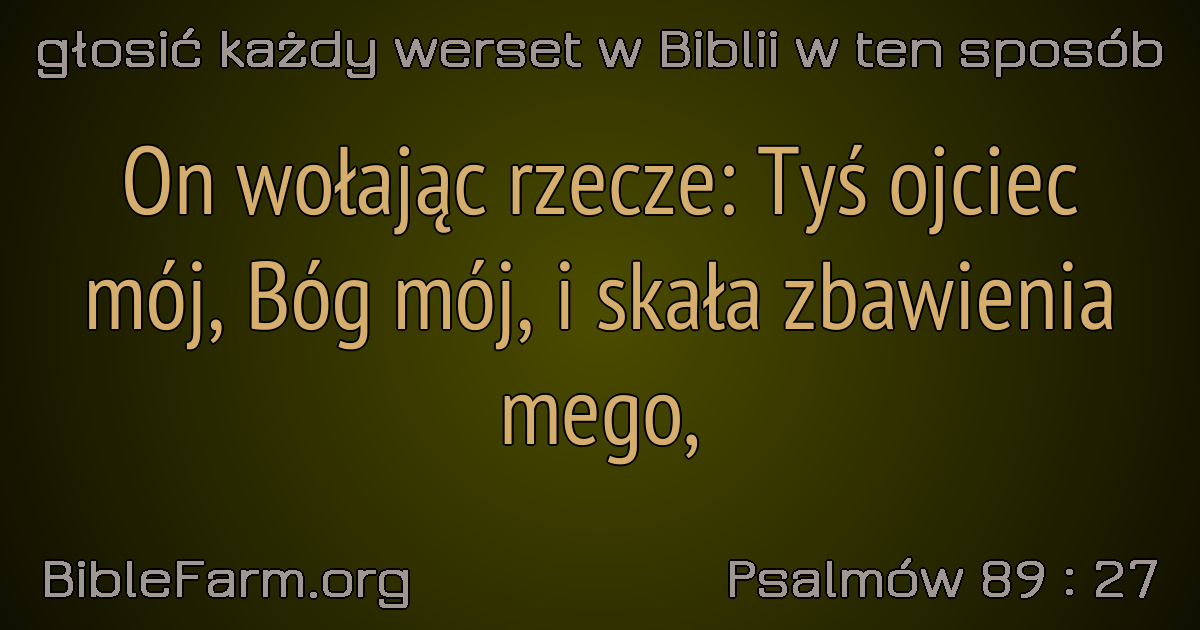 głosić każdy werset w Biblii w ten sposób
On wołając rzecze: Tyś ojciec
mój, Bóg mój, i skała zbawienia
mego,
BibleFarm.org
Psalmów 89 : 27